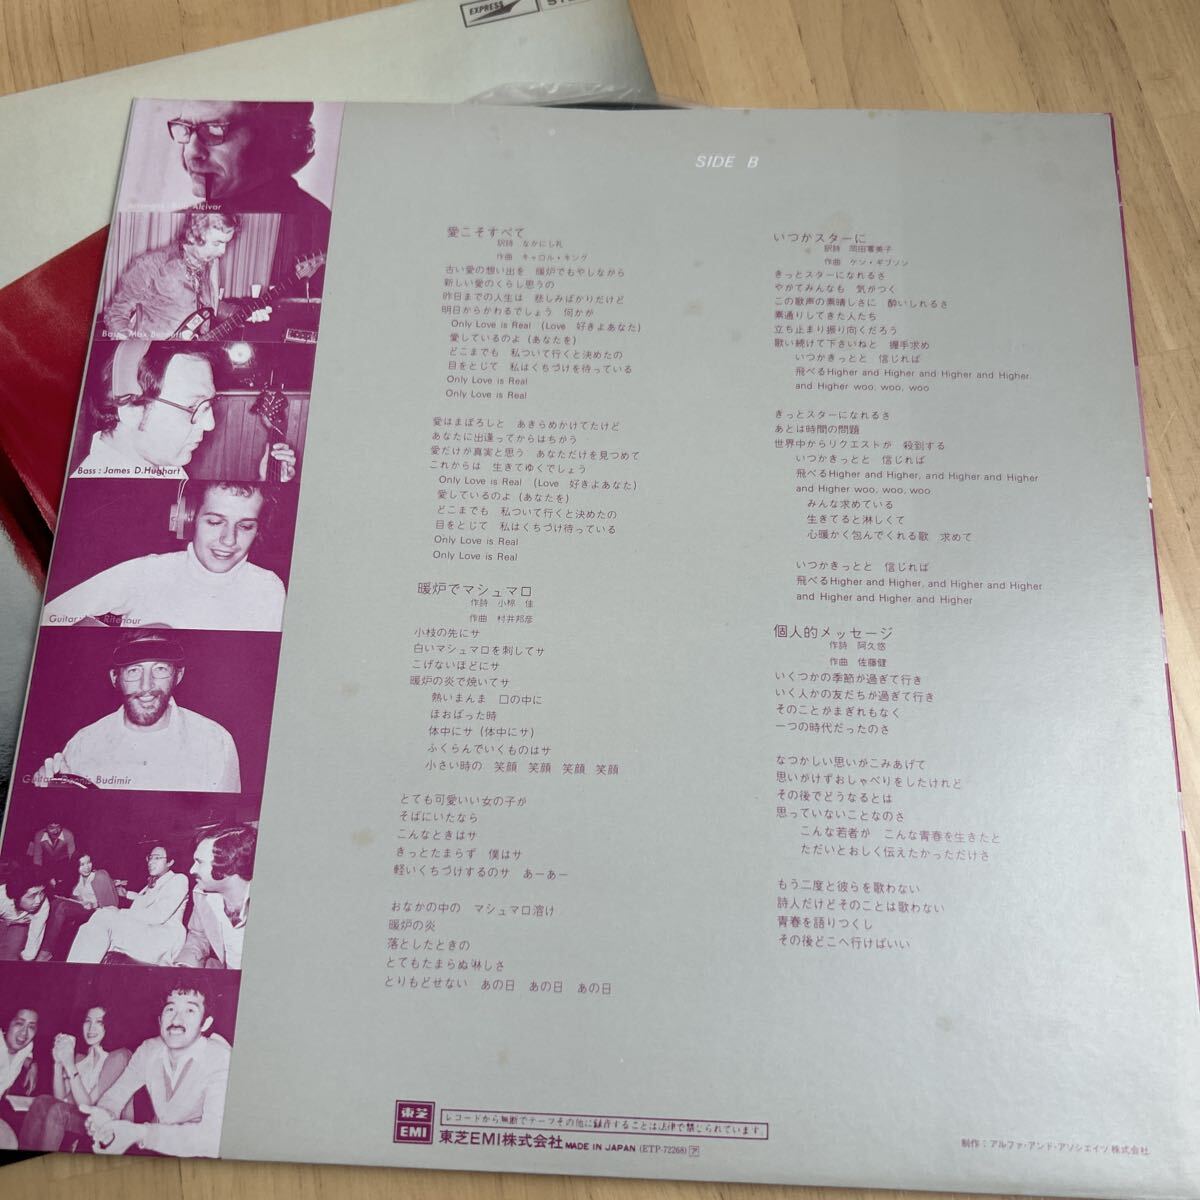 EXPRESS
SIDE B
Alcivar
Bass: Max Bennett
Bass: James D.Hughart
Guitar: Lee Ritenour
Guitar: Dennis Budimir
愛こそすべて
訳詩 なかにし礼
作曲 キャロル・キング
古い愛の想い出を 暖炉でもやしながら
新しい愛のくらし思うの
昨日までの人生は 悲しみばかりだけど
明日からかわるでしょう 何かが
Only Love is Real (Love 好きよあなた)
愛しているのよ(あなたを)
どこまでも 私ついて行くと決めたの
目をとじて 私はくちづけを待っている
Only Love is Real
Only Love is Real
愛はまぼろしと あきらめかけてたけど
あなたに出逢ってからはちがう
愛だけが真実と思う あなただけを見つめて
これからは 生きてゆくでしょう
Only Love is Real (Love 好きよあなた)
愛しているのよ(あなたを)
どこまでも 私ついて行くと決めたの
目をとじて 私はくちづけ待っている
Only Love is Real
Only Love is Real
暖炉でマシュマロ
作詩 小椋 佳
作曲 村井邦彦
小枝の先にサ
白いマシュマロを刺してサ
こげないほどにサ
暖炉の炎で焼いてサ
熱いまんま 口の中に
ほおばった時
体中にサ(体中にサ)
ふくらんでいくものはサ
小さい時の 笑顔 笑顔 笑顔 笑顔
とても可愛いい女の子が
そばにいたなら
こんなときはサ
きっとたまらず 僕はサ
軽いくちづけするのサ あーあー
おなかの中の マシュマロ溶け
暖炉の炎
落としたときの
とてもたまらぬ淋しさ
とりもどせない あの日 あの日 あの日
いつかスターに
訳詩 岡田冨美子
作曲 ケン・ギブソン
きっとスターになれるさ
やがてみんなも 気がつく
この歌声の素晴しさに 酔いしれるさ
素通りしてきた人たち
立ち止まり振り向くだろう
歌い続けて下さいねと 握手求め
いつかきっとと 信じれば
飛べるHigher and Higher and Higher and Higher
and Higher woo, woo, woo
きっとスターになれるさ
あとは時間の問題
世界中からリクエストが 殺到する
いつかきっとと 信じれば
飛べるHigher and Higher, and Higher and Higher
and Higher woo, woo, woo
みんな求めている
生きてると淋しくて
心暖かく包んでくれる歌 求めて
いつかきっとと 信じれば
飛べるHigher and Higher, and Higher and Higher
and Higher and Higher and Higher
個人的メッセージ
作詩 阿久悠
作曲 佐藤健
いくつかの季節が過ぎて行き
いく人かの友だちが過ぎて行き
そのことがまぎれもなく
一つの時代だったのさ
なつかしい思いがこみあげて
思いがけずおしゃべりをしたけれど
その後でどうなるとは
思っていないことなのさ
こんな若者が こんな青春を生きたと
ただいとおしく伝えたかっただけさ
もう二度と彼らを歌わない
詩人だけどそのことは歌わない
青春を語りつくし
その後どこへ行けばいい
東芝
EMI
レコードから無断でテープその他に録音することは法律で禁じられています。
東芝EMI株式会社 MADE IN JAPAN (ETP-72268) ア
制作:アルファ・アンド・アソシエイツ株式会社